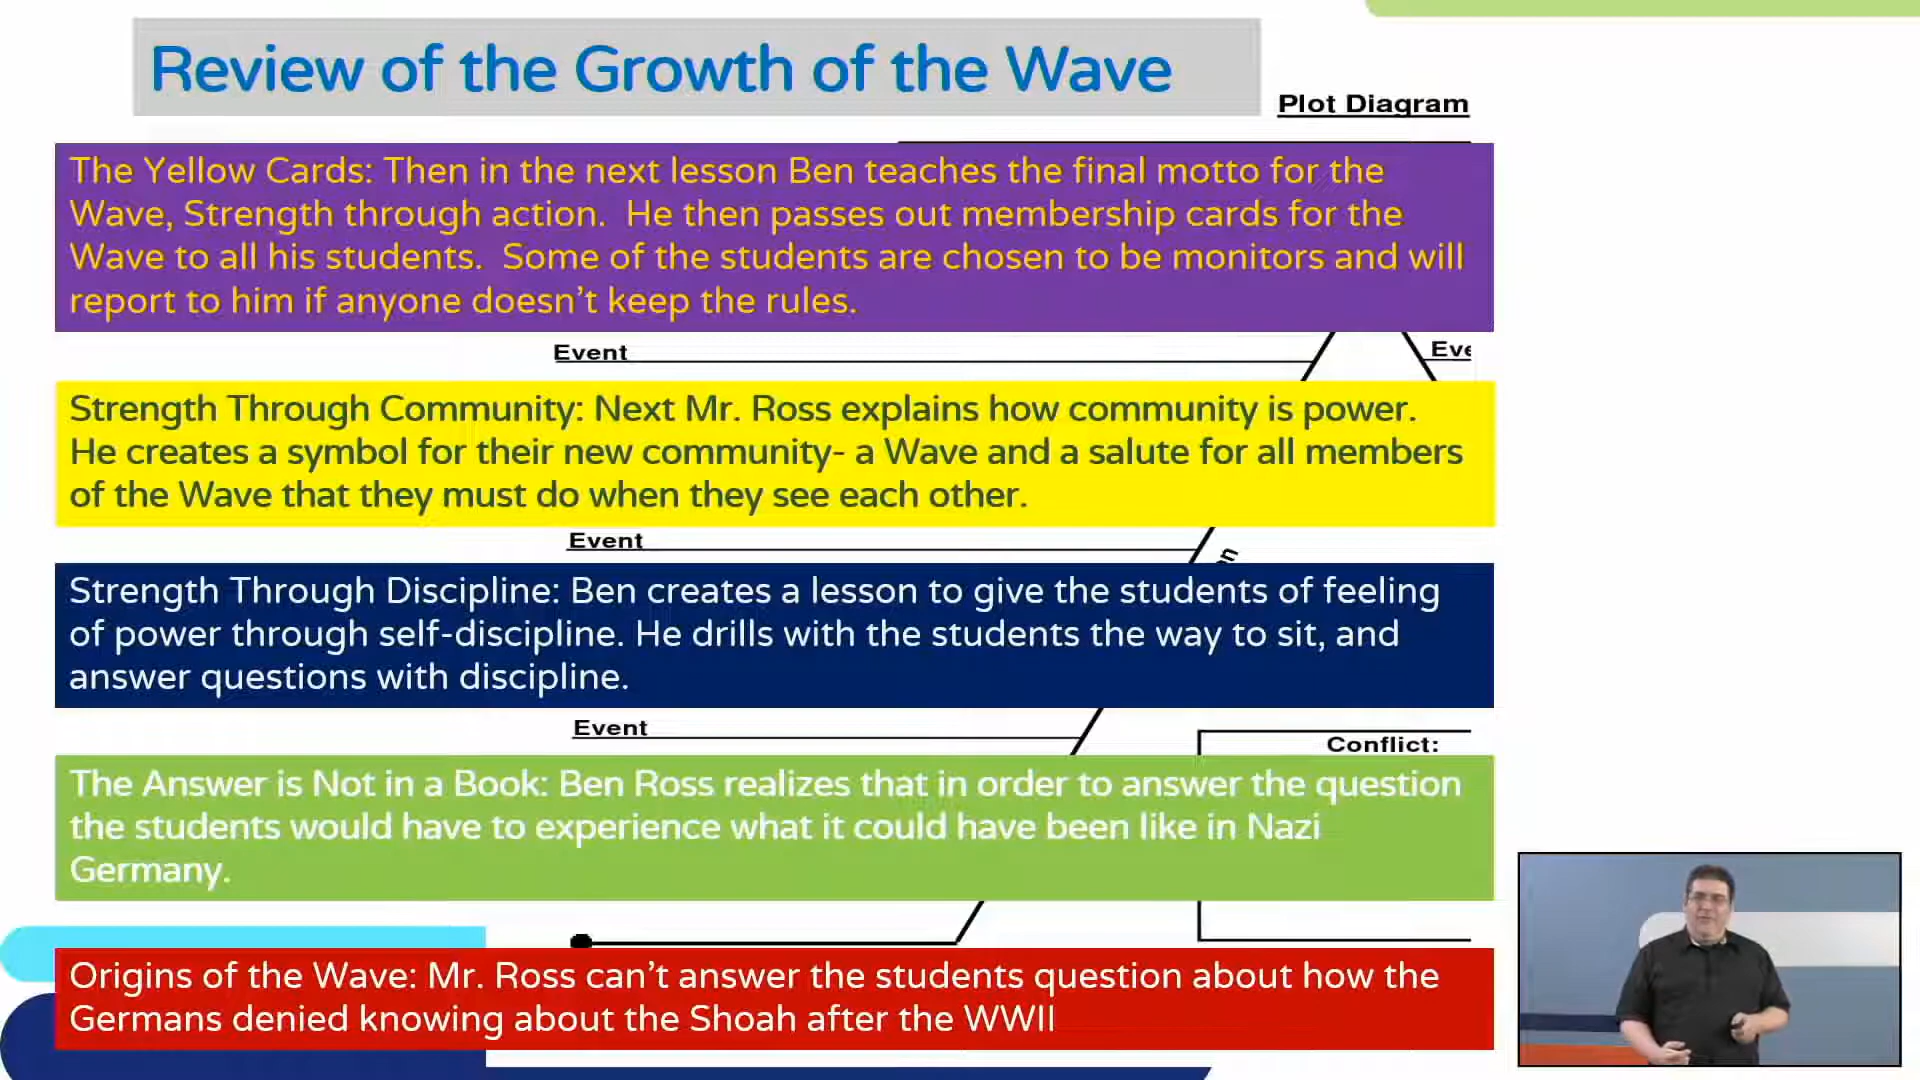 Review of the Growth of the Wave
Plot Diagram
The Yellow Cards: Then in the next lesson Ben teaches the final motto for the
Wave, Strength through action.  He then passes out membership cards for the
Wave to all his students.  Some of the students are chosen to be monitors and will
report to him if anyone doesn't keep the rules.
Event
Eve
Strength Through Community: Next Mr. Ross explains how community is power.
He creates a symbol for their new community- a Wave and a salute for all members
of the Wave that they must do when they see each other.
Event
Strength Through Discipline: Ben creates a lesson to give the students of feeling
of power through self-discipline. He drills with the students the way to sit, and
answer questions with discipline.
Event
Conflict:
The Answer is Not in a Book: Ben Ross realizes that in order to answer the question
the students would have to experience what it could have been like in Nazi
Germany.
Origins of the Wave: Mr. Ross can't answer the students question about how the
Germans denied knowing about the Shoah after the WWII